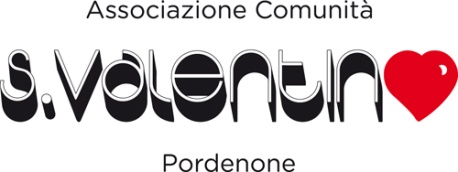 Associazione Comunità
S. Valentino
Pordenone